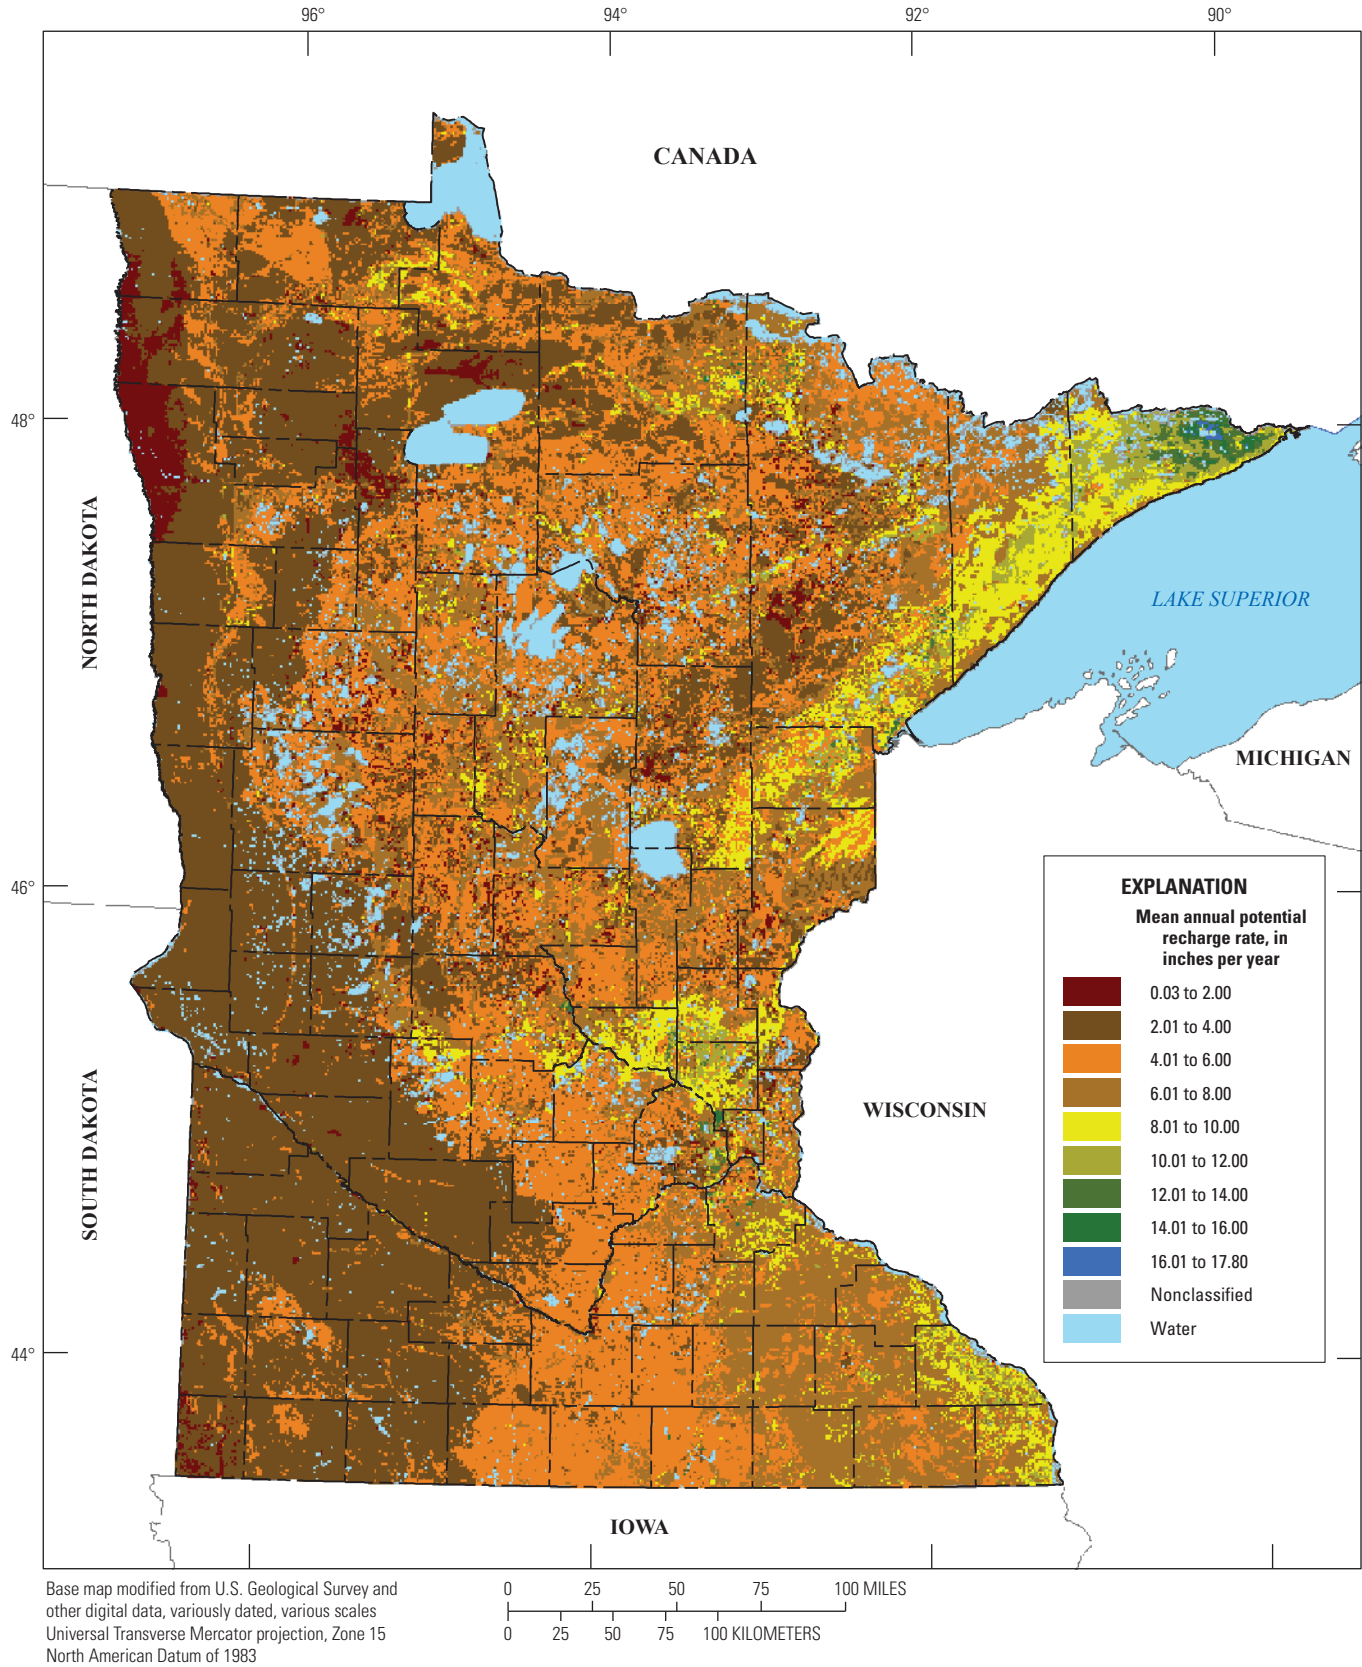 96°
94°
92°
90°
CANADA
48°
NORTH DAKOTA
LAKE SUPERIOR
MICHIGAN
46°
EXPLANATION
Mean annual potential
recharge rate, in
inches per year
0.03 to 2.00
2.01 to 4.00
4.01 to 6.00
6.01 to 8.00
8.01 to 10.00
10.01 to 12.00
12.01 to 14.00
14.01 to 16.00
16.01 to 17.80
Nonclassified
Water
SOUTH DAKOTA
WISCONSIN
44°
IOWA
Base map modified from U.S. Geological Survey and
other digital data, variously dated, various scales
Universal Transverse Mercator projection, Zone 15
North American Datum of 1983
0 25 50 75 100 MILES
0 25 50 75 100 KILOMETERS